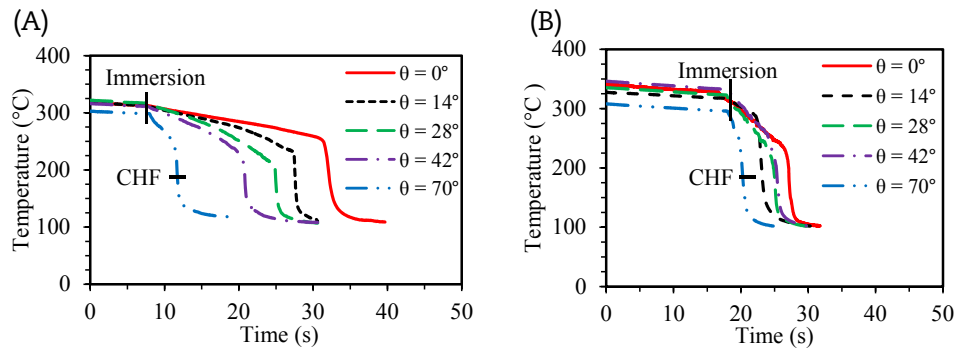 (A)
Temperature (°C)
400
300
200
100
0
Immersion
CHF
θ = 0°
θ = 14°
θ = 28°
θ = 42°
θ = 70°
0 10 20 30 40 50
Time (s)
(B)
Temperature (°C )
400
300
200
100
0
Immersion
CHF
θ = 0°
θ = 14°
θ = 28°
θ = 42°
θ = 70°
0 10 20 30 40 50
Time (s)